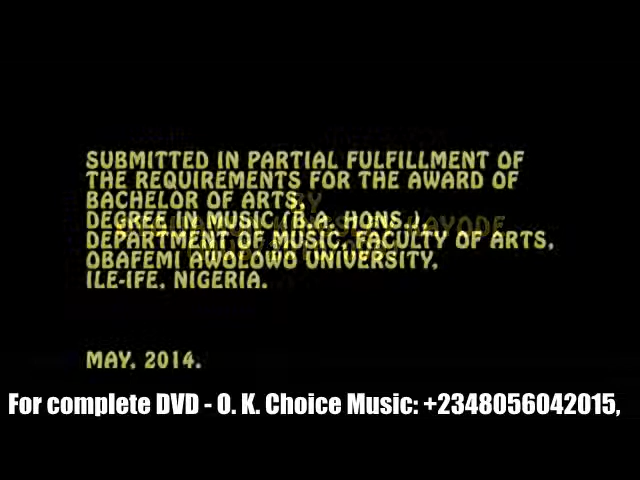 SUBMITTED IN PARTIAL FULFILLMENT OF
THE REQUIREMENTS FOR THE AWARD OF
BACHELOR OF ARTS.
BY
DEGREE IN MUSIC (B.A. HONS.),
DEPARTMENT OF MUSIC, FACULTY OF ARTS,
OBAFEMI AWOLOWO UNIVERSITY,
ILE-IFE, NIGERIA.
MAY, 2014.
For complete DVD - O. K. Choice Music: +2348056042015,